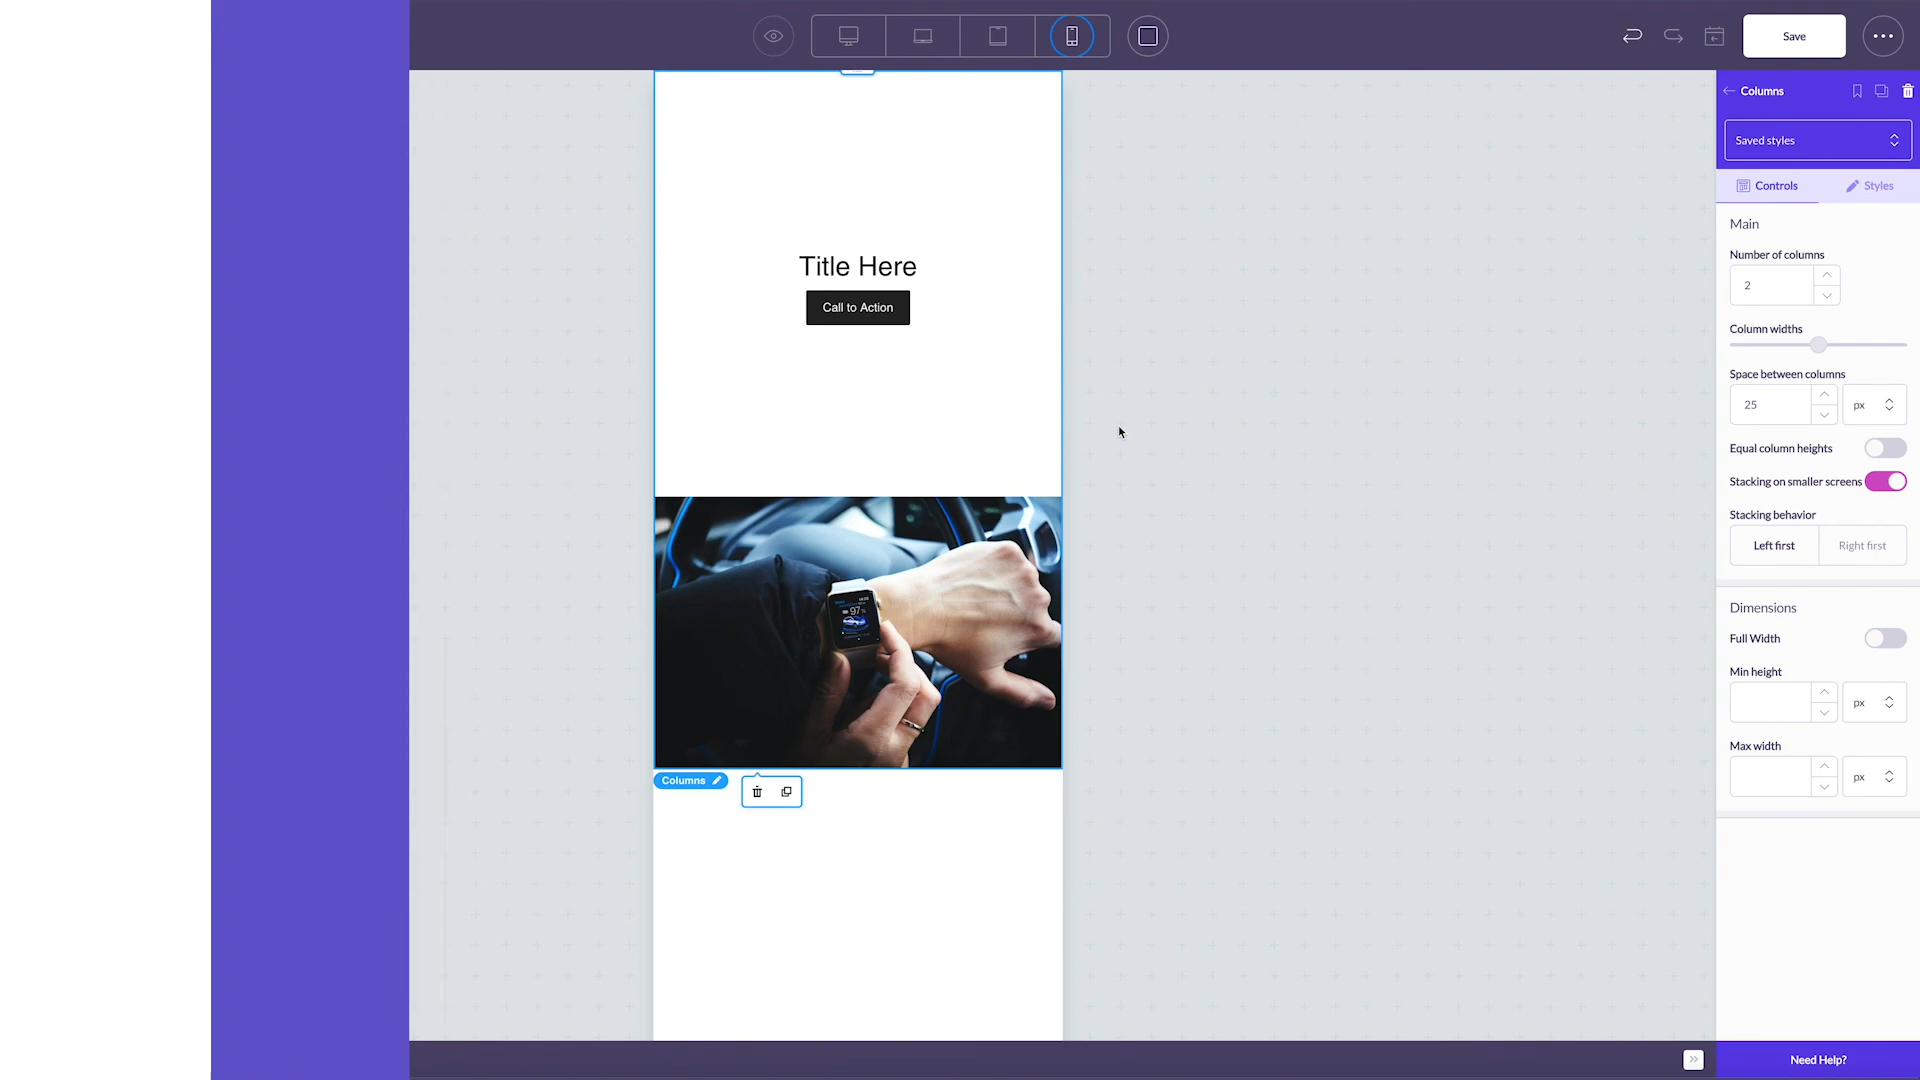 Save
Columns
Saved styles
Controls
Styles
Main
Number of columns
2
Column widths
Space between columns
25
px
Equal column heights
Stacking on smaller screens
Stacking behavior
Left first
Right first
Dimensions
Full Width
Min height
px
Max width
px
Need Help?
Title Here
Call to Action
97
Columns